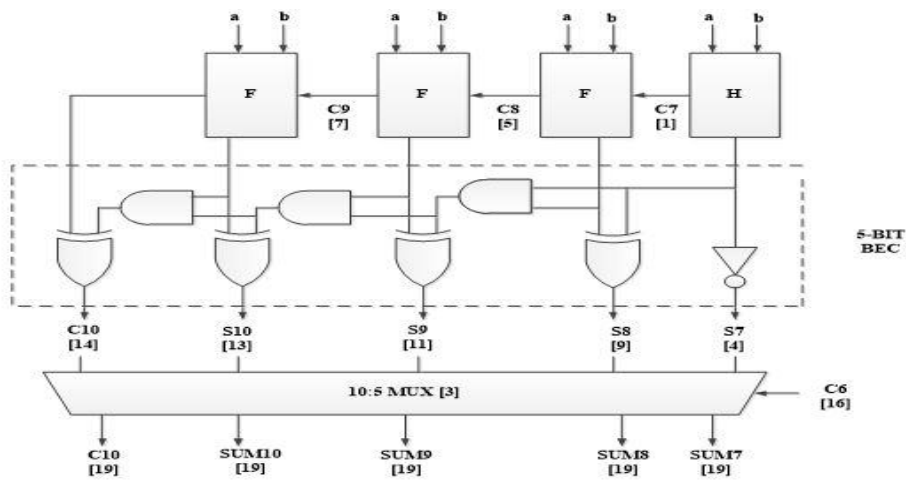 a b a b a b a b
F F F H
C9 C8 C7
[7] [5] [1]
5-BIT
BEC
C10 S10 S9 S8 S7
[14] [13] [11] [9] [4]
10:5 MUX [3]
C6
[16]
C10 SUM10 SUM9 SUM8 SUM7
[19] [19] [19] [19] [19]